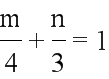 m/4 + n/3 = 1